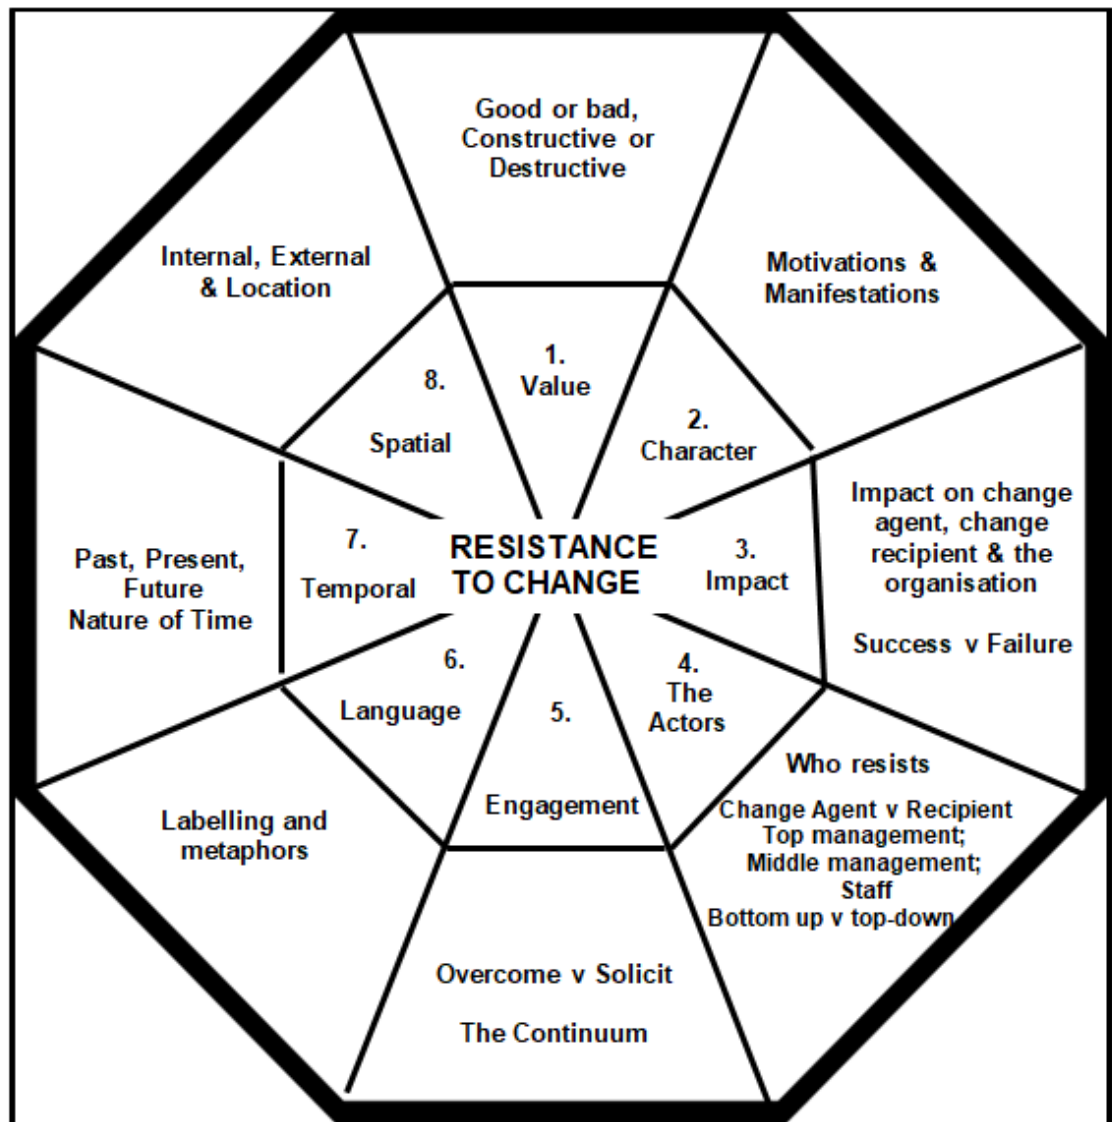 Good or bad,
Constructive or
Destructive
Internal, External
& Location
Motivations &
Manifestations
1.
Value
8.
Spatial
2.
Character
Impact on change
agent, change
recipient & the
organisation
Success v Failure
Past, Present,
Future
Nature of Time
7.
Temporal
RESISTANCE
TO CHANGE
3.
Impact
6.
Language
5.
Engagement
4.
The
Actors
Who resists
Change Agent v Recipient
Top management;
Middle management;
Staff
Bottom up v top-down
Labelling and
metaphors
Overcome v Solicit
The Continuum